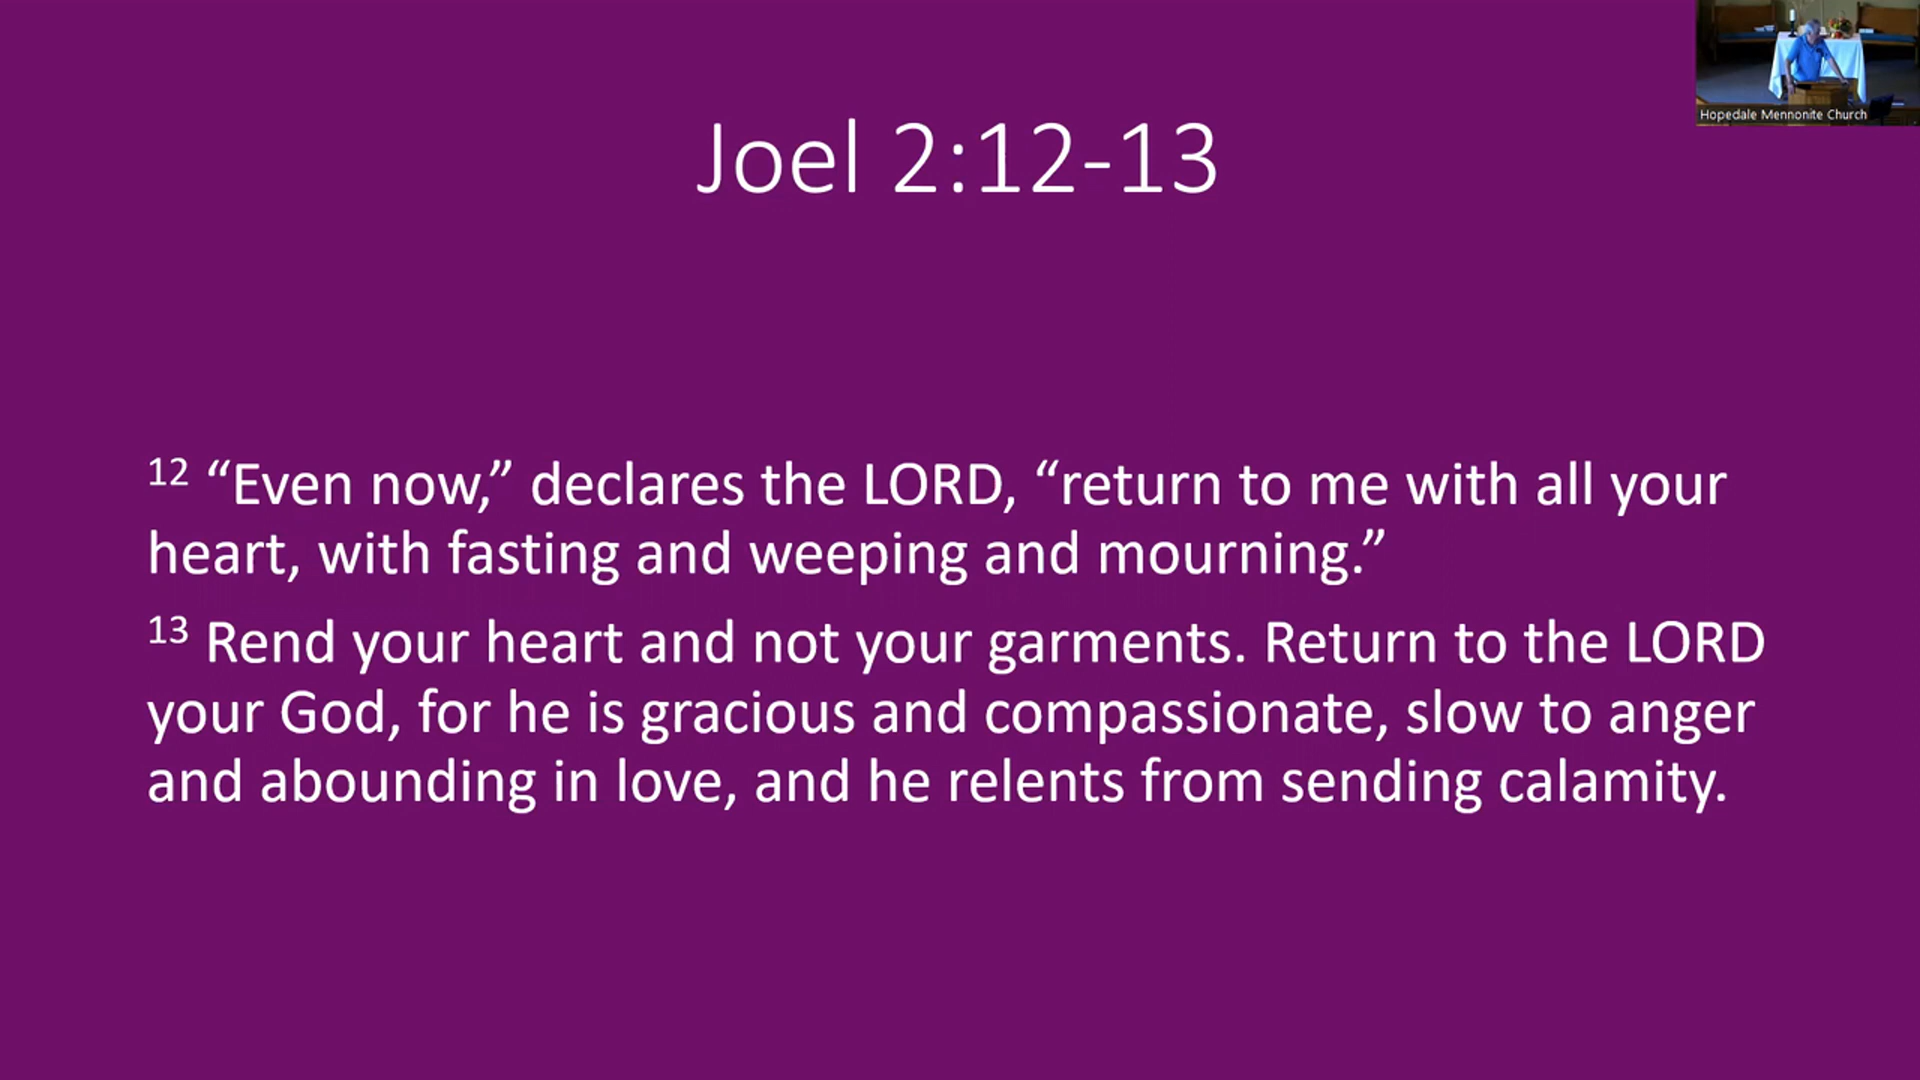 Hopedale Mennonite Church
Joel 2:12-13
12 “Even now,” declares the LORD, “return to me with all your
heart, with fasting and weeping and mourning.”
13 Rend your heart and not your garments. Return to the LORD
your God, for he is gracious and compassionate, slow to anger
and abounding in love, and he relents from sending calamity.